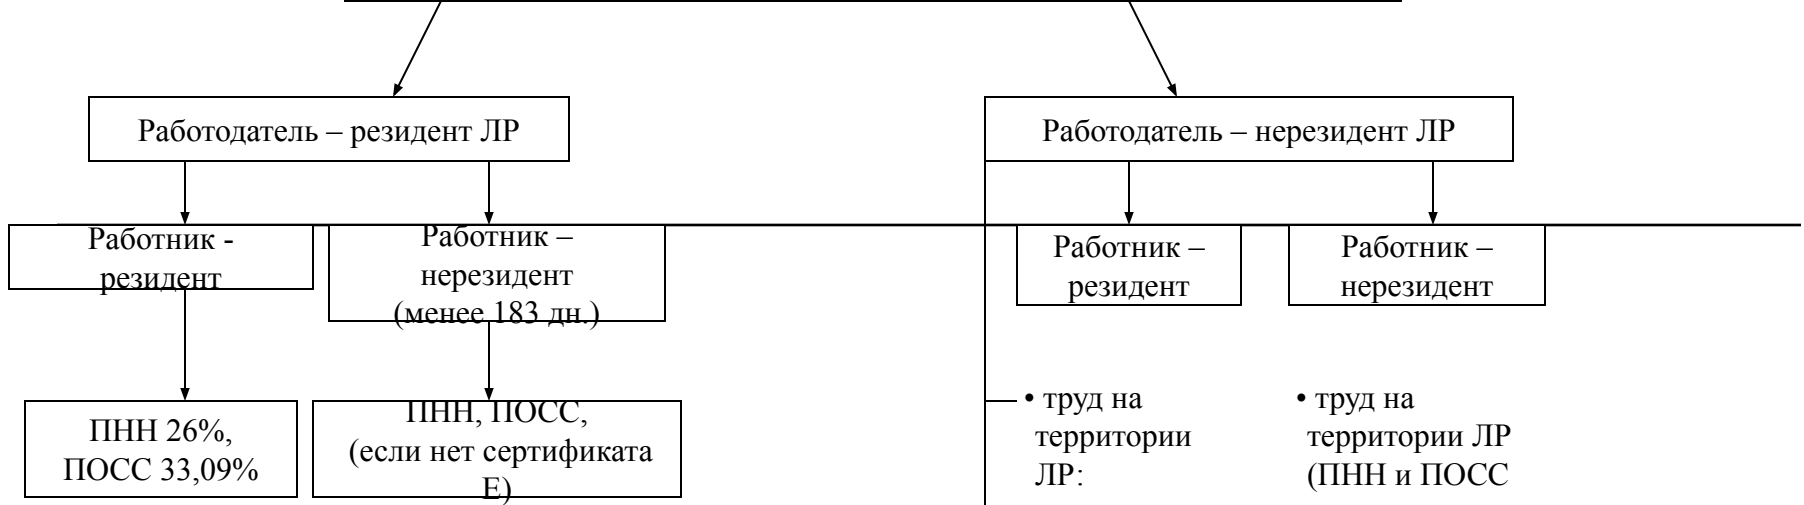 Работодатель – резидент ЛР
Работодатель – нерезидент ЛР
Работник -
резидент
Работник –
нерезидент
(менее 183 дн.)
Работник –
резидент
Работник –
нерезидент
ПНН 26%,
ПОСС 33,09%
ПНН, ПОСС,
(если нет сертификата
Е)
• труд на
территории
ЛР:
• труд на
территории ЛР
(ПНН и ПОСС